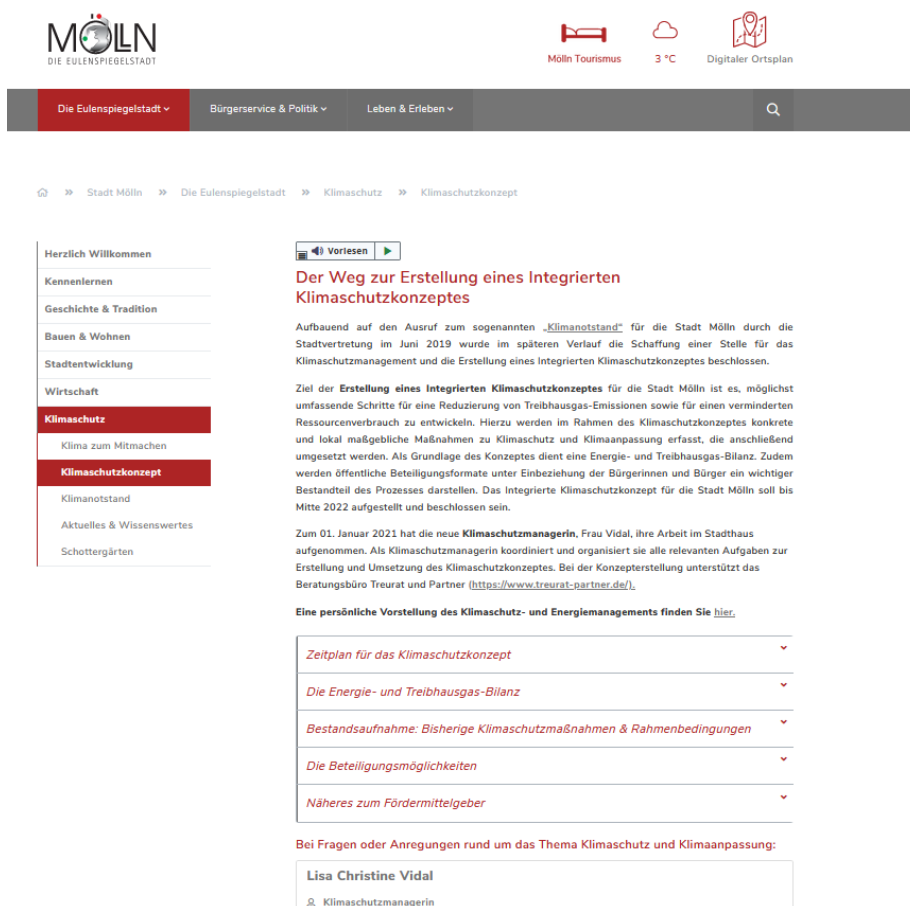 MÖLLN
DIE EULENSPIEGELSTADT
Mölln Tourismus
3 °C
Digitaler Ortsplan
Die Eulenspiegelstadt
Bürgerservice & Politik
Leben & Erleben
» Stadt Mölln » Die Eulenspiegelstadt » Klimaschutz » Klimaschutzkonzept
Herzlich Willkommen
Kennenlernen
Geschichte & Tradition
Bauen & Wohnen
Stadtentwicklung
Wirtschaft
Klimaschutz
Klima zum Mitmachen
Klimaschutzkonzept
Klimanotstand
Aktuelles & Wissenswertes
Schottergärten
Vorlesen
Der Weg zur Erstellung eines Integrierten
Klimaschutzkonzeptes
Aufbauend auf den Ausruf zum sogenannten „Klimanotstand“ für die Stadt Mölln durch die
Stadtvertretung im Juni 2019 wurde im späteren Verlauf die Schaffung einer Stelle für das
Klimaschutzmanagement und die Erstellung eines Integrierten Klimaschutzkonzeptes beschlossen.
Ziel der Erstellung eines Integrierten Klimaschutzkonzeptes für die Stadt Mölln ist es, möglichst
umfassende Schritte für eine Reduzierung von Treibhausgas-Emissionen sowie für einen verminderten
Ressourcenverbrauch zu entwickeln. Hierzu werden im Rahmen des Klimaschutzkonzeptes konkrete
und lokal maßgebliche Maßnahmen zu Klimaschutz und Klimaanpassung erfasst, die anschließend
umgesetzt werden. Als Grundlage des Konzeptes dient eine Energie- und Treibhausgas-Bilanz. Zudem
werden öffentliche Beteiligungsformate unter Einbeziehung der Bürgerinnen und Bürger ein wichtiger
Bestandteil des Prozesses darstellen. Das Integrierte Klimaschutzkonzept für die Stadt Mölln soll bis
Mitte 2022 aufgestellt und beschlossen sein.
Zum 01. Januar 2021 hat die neue Klimaschutzmanagerin, Frau Vidal, ihre Arbeit im Stadthaus
aufgenommen. Als Klimaschutzmanagerin koordiniert und organisiert sie alle relevanten Aufgaben zur
Erstellung und Umsetzung des Klimaschutzkonzeptes. Bei der Konzepterstellung unterstützt das
Beratungsbüro Treurat und Partner (https://www.treurat-partner.de/).
Eine persönliche Vorstellung des Klimaschutz- und Energiemanagements finden Sie hier.
Zeitplan für das Klimaschutzkonzept
Die Energie- und Treibhausgas-Bilanz
Bestandsaufnahme: Bisherige Klimaschutzmaßnahmen & Rahmenbedingungen
Die Beteiligungsmöglichkeiten
Näheres zum Fördermittelgeber
Bei Fragen oder Anregungen rund um das Thema Klimaschutz und Klimaanpassung:
Lisa Christine Vidal
Klimaschutzmanagerin